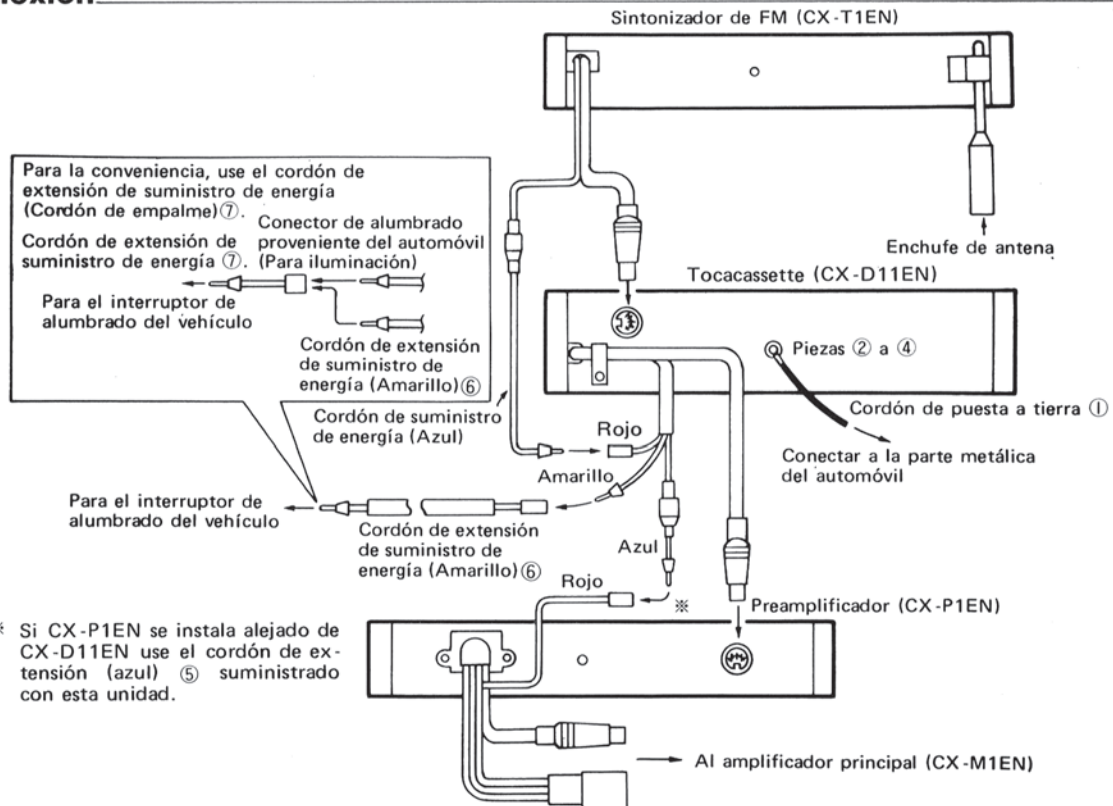 Sintonizador de FM (CX-T1EN)
Para la conveniencia, use el cordón de
extensión de suministro de energía
(Cordón de empalme)⑦.
Conector de alumbrado
proveniente del automóvil
(Para iluminación)
Cordón de extensión de
suministro de energía ⑦.
Para el interruptor de
alumbrado del vehículo
Cordón de extensión
de suministro de
energía (Amarillo)⑥
Enchufe de antena
Tocacassette (CX-D11EN)
Piezas ② a ④
Cordón de puesta a tierra ①
Conectar a la parte metálica
del automóvil
Cordón de suministro
de energía (Azul)
Rojo
Amarillo
Para el interruptor de
alumbrado del vehículo
Cordón de extensión
de suministro de
energía (Amarillo)⑥
Azul
Rojo
※
Preamplificador (CX-P1EN)
※ Si CX-P1EN se instala alejado de
CX-D11EN use el cordón de ex-
tensión (azul) ⑤ suministrado
con esta unidad.
Al amplificador principal (CX-M1EN)